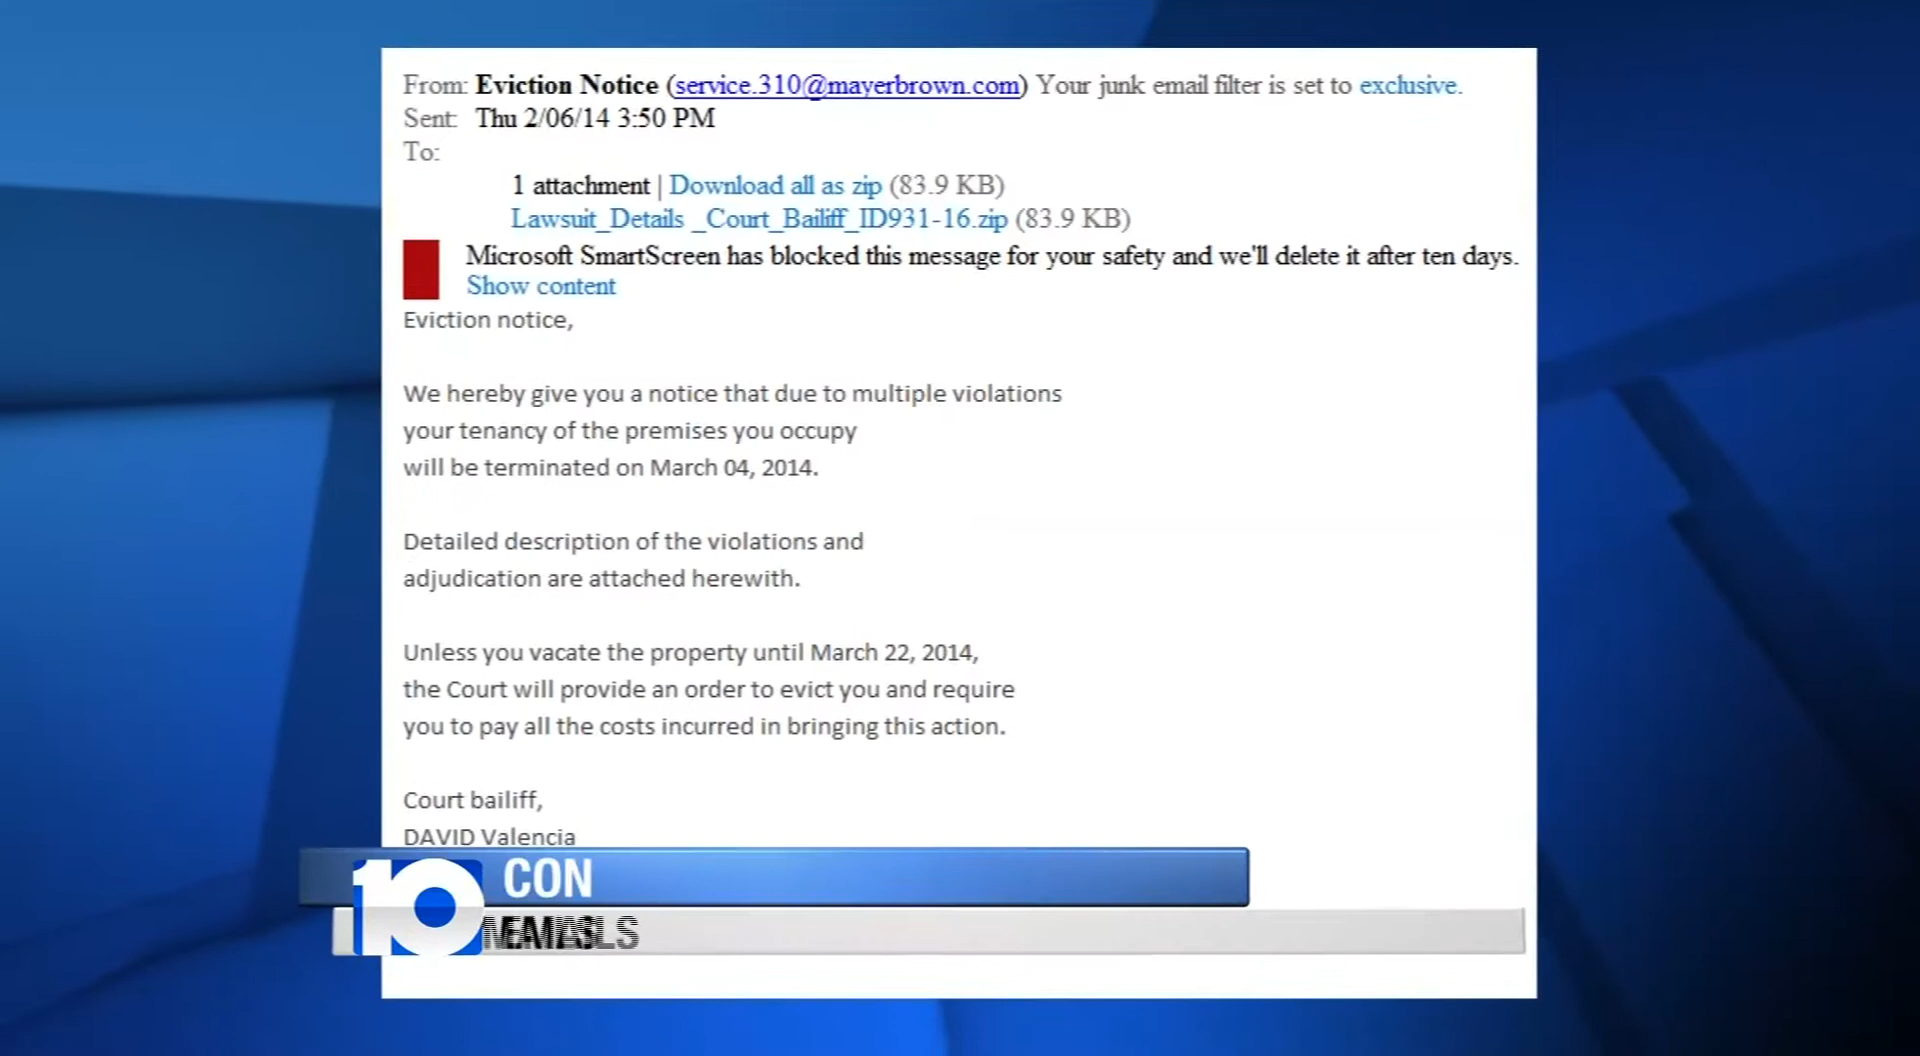 From: Eviction Notice (service.310@mayerbrown.com) Your junk email filter is set to exclusive.
Sent: Thu 2/06/14 3:50 PM
To:
1 attachment | Download all as zip (83.9 KB)
Lawsuit_Details _Court_Bailiff_ID931-16.zip (83.9 KB)
Microsoft SmartScreen has blocked this message for your safety and we'll delete it after ten days.
Show content
Eviction notice,
We hereby give you a notice that due to multiple violations
your tenancy of the premises you occupy
will be terminated on March 04, 2014.
Detailed description of the violations and
adjudication are attached herewith.
Unless you vacate the property until March 22, 2014,
the Court will provide an order to evict you and require
you to pay all the costs incurred in bringing this action.
Court bailiff,
DAVID Valencia
10 CON